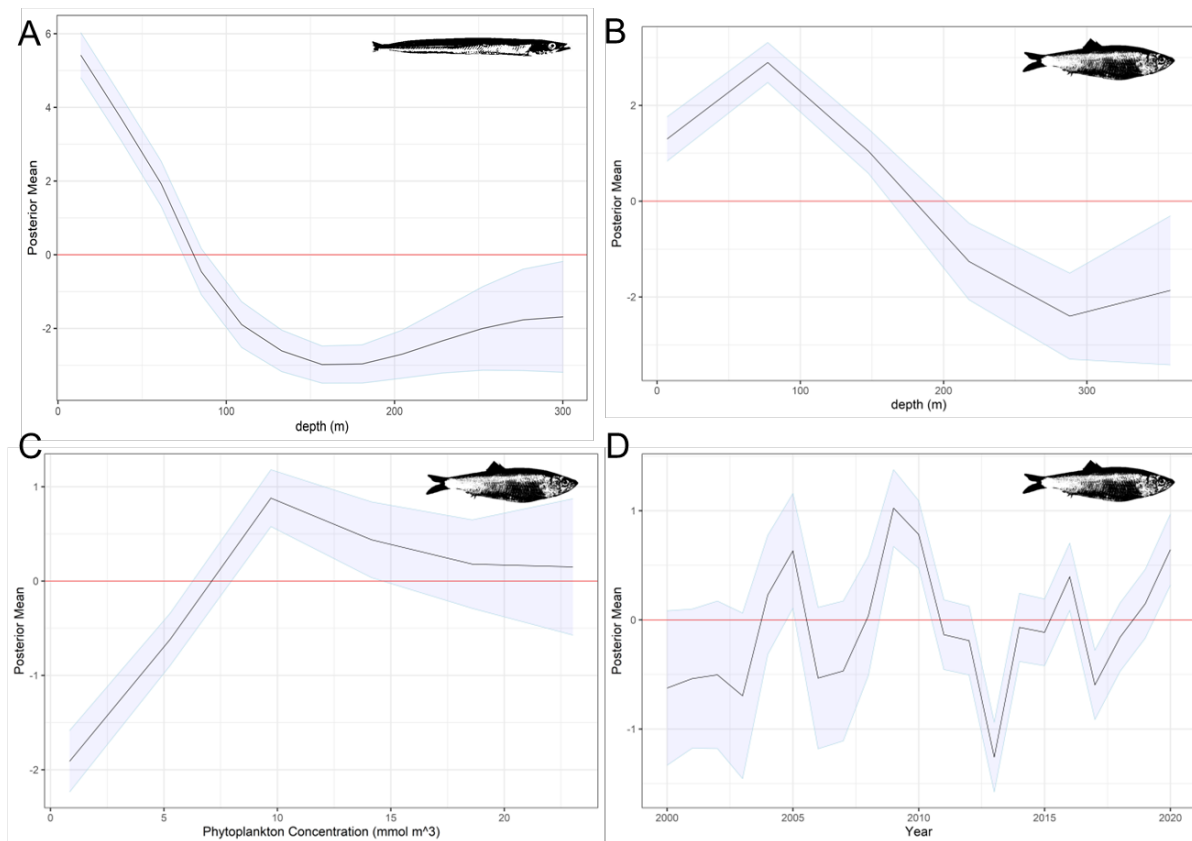 A
6
4
2
0
-2
Posterior Mean
0
100
200
300
depth (m)
B
2
0
-2
Posterior Mean
0
100
200
300
depth (m)
C
1
0
-1
-2
Posterior Mean
0
5
10
15
20
Phytoplankton Concentration (mmol m^3)
D
1
0
-1
Posterior Mean
2000
2005
2010
2015
2020
Year